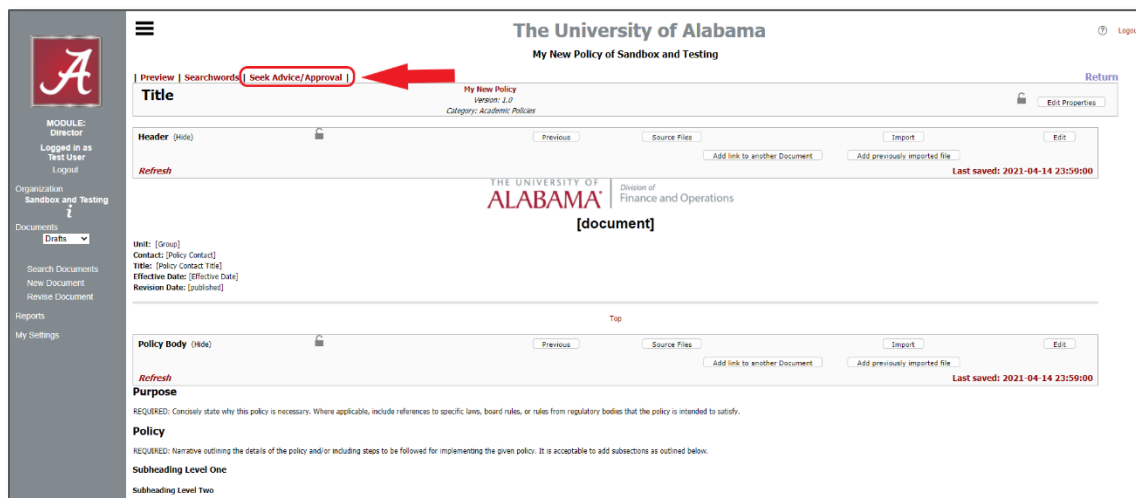 The University of Alabama
Logou
My New Policy of Sandbox and Testing
| Preview | Searchwords | Seek Advice/Approval |
Return
Title
My New Policy
Version: 1.0
Category: Academic Policies
Edit Properties
MODULE:
Director
Logged in as
Test User
Logout
Organization
Sandbox and Testing
i
Documents
Drafts
Search Documents
New Document
Revise Document
Reports
My Settings
Header (Hide)
Previous
Source Files
Import
Edit
Add link to another Document
Add previously imported file
Refresh
Last saved: 2021-04-14 23:59:00
THE UNIVERSITY OF
ALABAMA®
Division of
Finance and Operations
[document]
Unit: [Group]
Contact: [Policy Contact]
Title: [Policy Contact Title]
Effective Date: [Effective Date]
Revision Date: [published]
Top
Policy Body (Hide)
Previous
Source Files
Import
Edit
Add link to another Document
Add previously imported file
Refresh
Last saved: 2021-04-14 23:59:00
Purpose
REQUIRED: Concisely state why this policy is necessary. Where applicable, include references to specific laws, board rules, or rules from regulatory bodies that the policy is intended to satisfy.
Policy
REQUIRED: Narrative outlining the details of the policy and/or including steps to be followed for implementing the given policy. It is acceptable to add subsections as outlined below.
Subheading Level One
Subheading Level Two